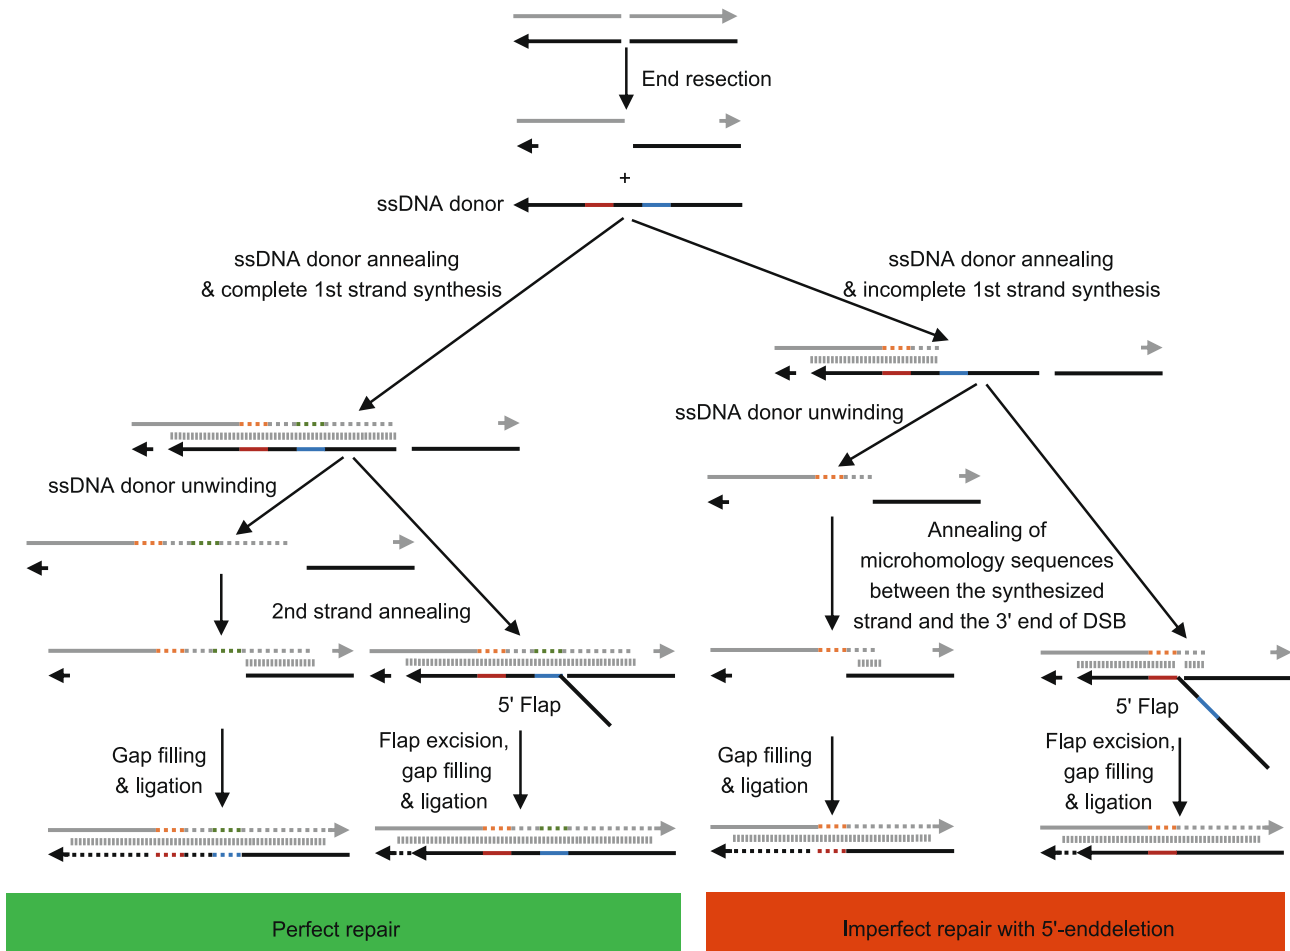 End resection
+
ssDNA donor
ssDNA donor annealing
& complete 1st strand synthesis
ssDNA donor annealing
& incomplete 1st strand synthesis
ssDNA donor unwinding
ssDNA donor unwinding
Annealing of
microhomology sequences
between the synthesized
strand and the 3' end of DSB
2nd strand annealing
5' Flap
5' Flap
Gap filling
& ligation
Flap excision,
gap filling
& ligation
Gap filling
& ligation
Flap excision,
gap filling
& ligation
Perfect repair
Imperfect repair with 5'-enddeletion